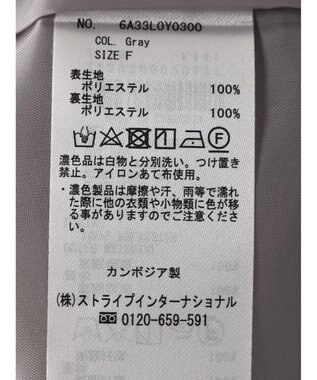 NO. 6A33L0Y0300
COL. Gray
SIZE F
表生地
ポリエステル 100%
裏生地
ポリエステル 100%
濃色品は白物と分別洗い。つけ置き
禁止。アイロンあて布使用。
・濃色製品は摩擦や汗、雨等で濡れ
た際に他の衣類や小物類に色が移
る事がありますのでご注意くださ
い。
カンボジア製
(株)ストライプインターナショナル
0120-659-591